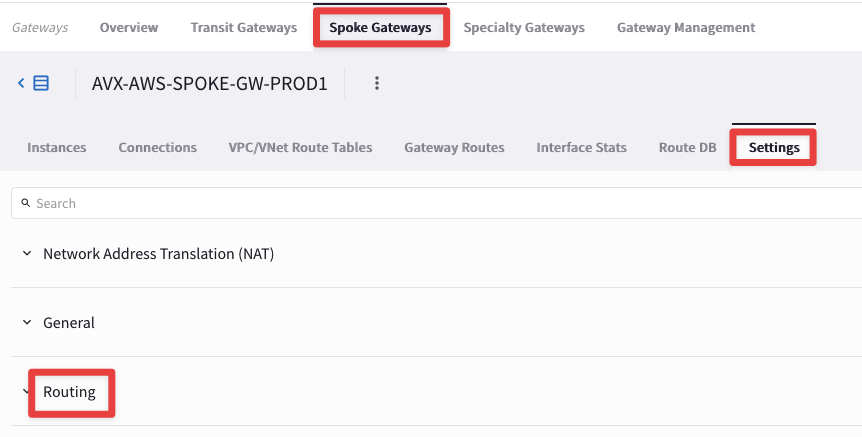 Gateways Overview Transit Gateways Spoke Gateways Specialty Gateways Gateway Management
AVX-AWS-SPOKE-GW-PROD1
Instances Connections VPC/VNet Route Tables Gateway Routes Interface Stats Route DB Settings
Search
Network Address Translation (NAT)
General
Routing